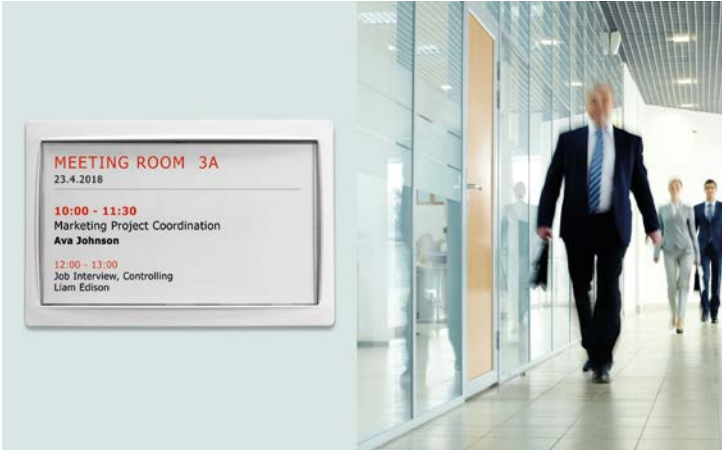 MEETING ROOM 3A
23.4.2018
10:00 - 11:30
Marketing Project Coordination
Ava Johnson
12:00 - 13:00
Job Interview, Controlling
Liam Edison